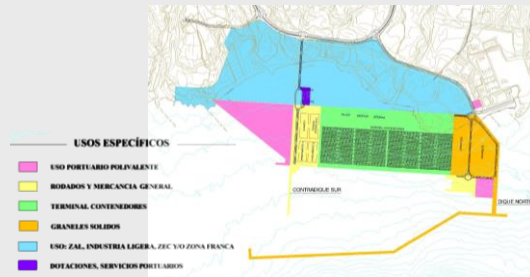 USOS ESPECÍFICOS
USO PORTUARIO POLIVALENTE
RODADOS Y MERCANCIA GENERAL
TERMINAL CONTENEDORES
GRANELES SOLIDOS
USO: ZAL, INDUSTRIA LIGERA, ZEC Y/O ZONA FRANCA
DOTACIONES, SERVICIOS PORTUARIOS
CONTRADIQUE SUR
DIQUE NORTE